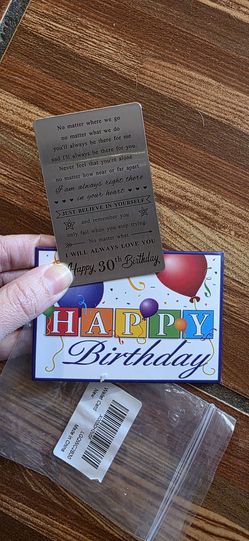 No matter where we go
no matter what we do
you'll always be there for me
and I'll always be there for you
Never feel that you're alone
no matter how near or far apart
I am always right there
in your heart
JUST BELIEVE IN YOURSELF
and remember you
only fail when you stop trying
No matter what
I WILL ALWAYS LOVE YOU
Happy 30th Birthday
HAPPY
Birthday
New
Made in China